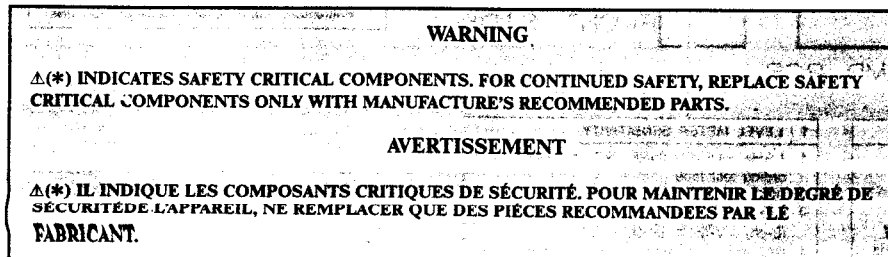 WARNING
⚠(*) INDICATES SAFETY CRITICAL COMPONENTS. FOR CONTINUED SAFETY, REPLACE SAFETY
CRITICAL COMPONENTS ONLY WITH MANUFACTURE'S RECOMMENDED PARTS.
AVERTISSEMENT
⚠(*) IL INDIQUE LES COMPOSANTS CRITIQUES DE SÉCURITÉ. POUR MAINTENIR LE DEGRÉ DE
SÉCURITÉDE L'APPAREIL, NE REMPLACER QUE DES PIÉCES RECOMMANDEES PAR LÉ
FABRICANT.